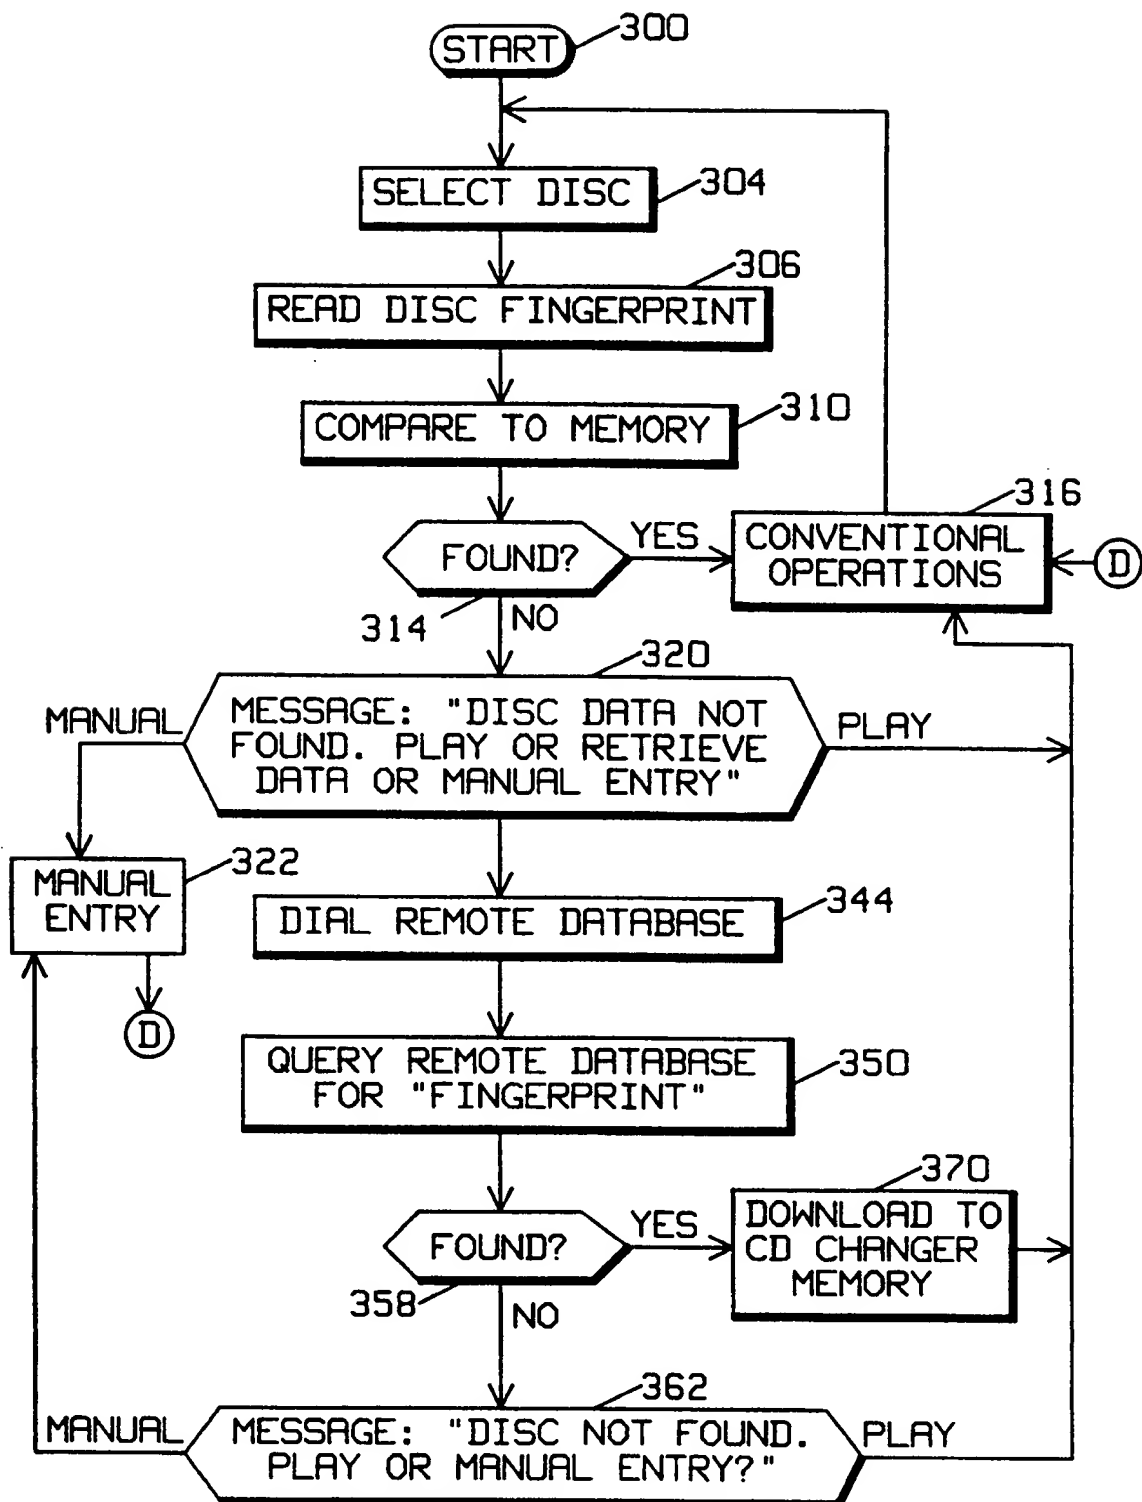 START
300
SELECT DISC
304
306
READ DISC FINGERPRINT
310
COMPARE TO MEMORY
316
FOUND?
YES
CONVENTIONAL
OPERATIONS
D
314
NO
320
MANUAL
MESSAGE: "DISC DATA NOT
FOUND. PLAY OR RETRIEVE
DATA OR MANUAL ENTRY"
PLAY
322
MANUAL
ENTRY
344
DIAL REMOTE DATABASE
D
QUERY REMOTE DATABASE
FOR "FINGERPRINT"
350
370
FOUND?
YES
DOWNLOAD TO
CD CHANGER
MEMORY
358
NO
362
MANUAL
MESSAGE: "DISC NOT FOUND.
PLAY OR MANUAL ENTRY?"
PLAY